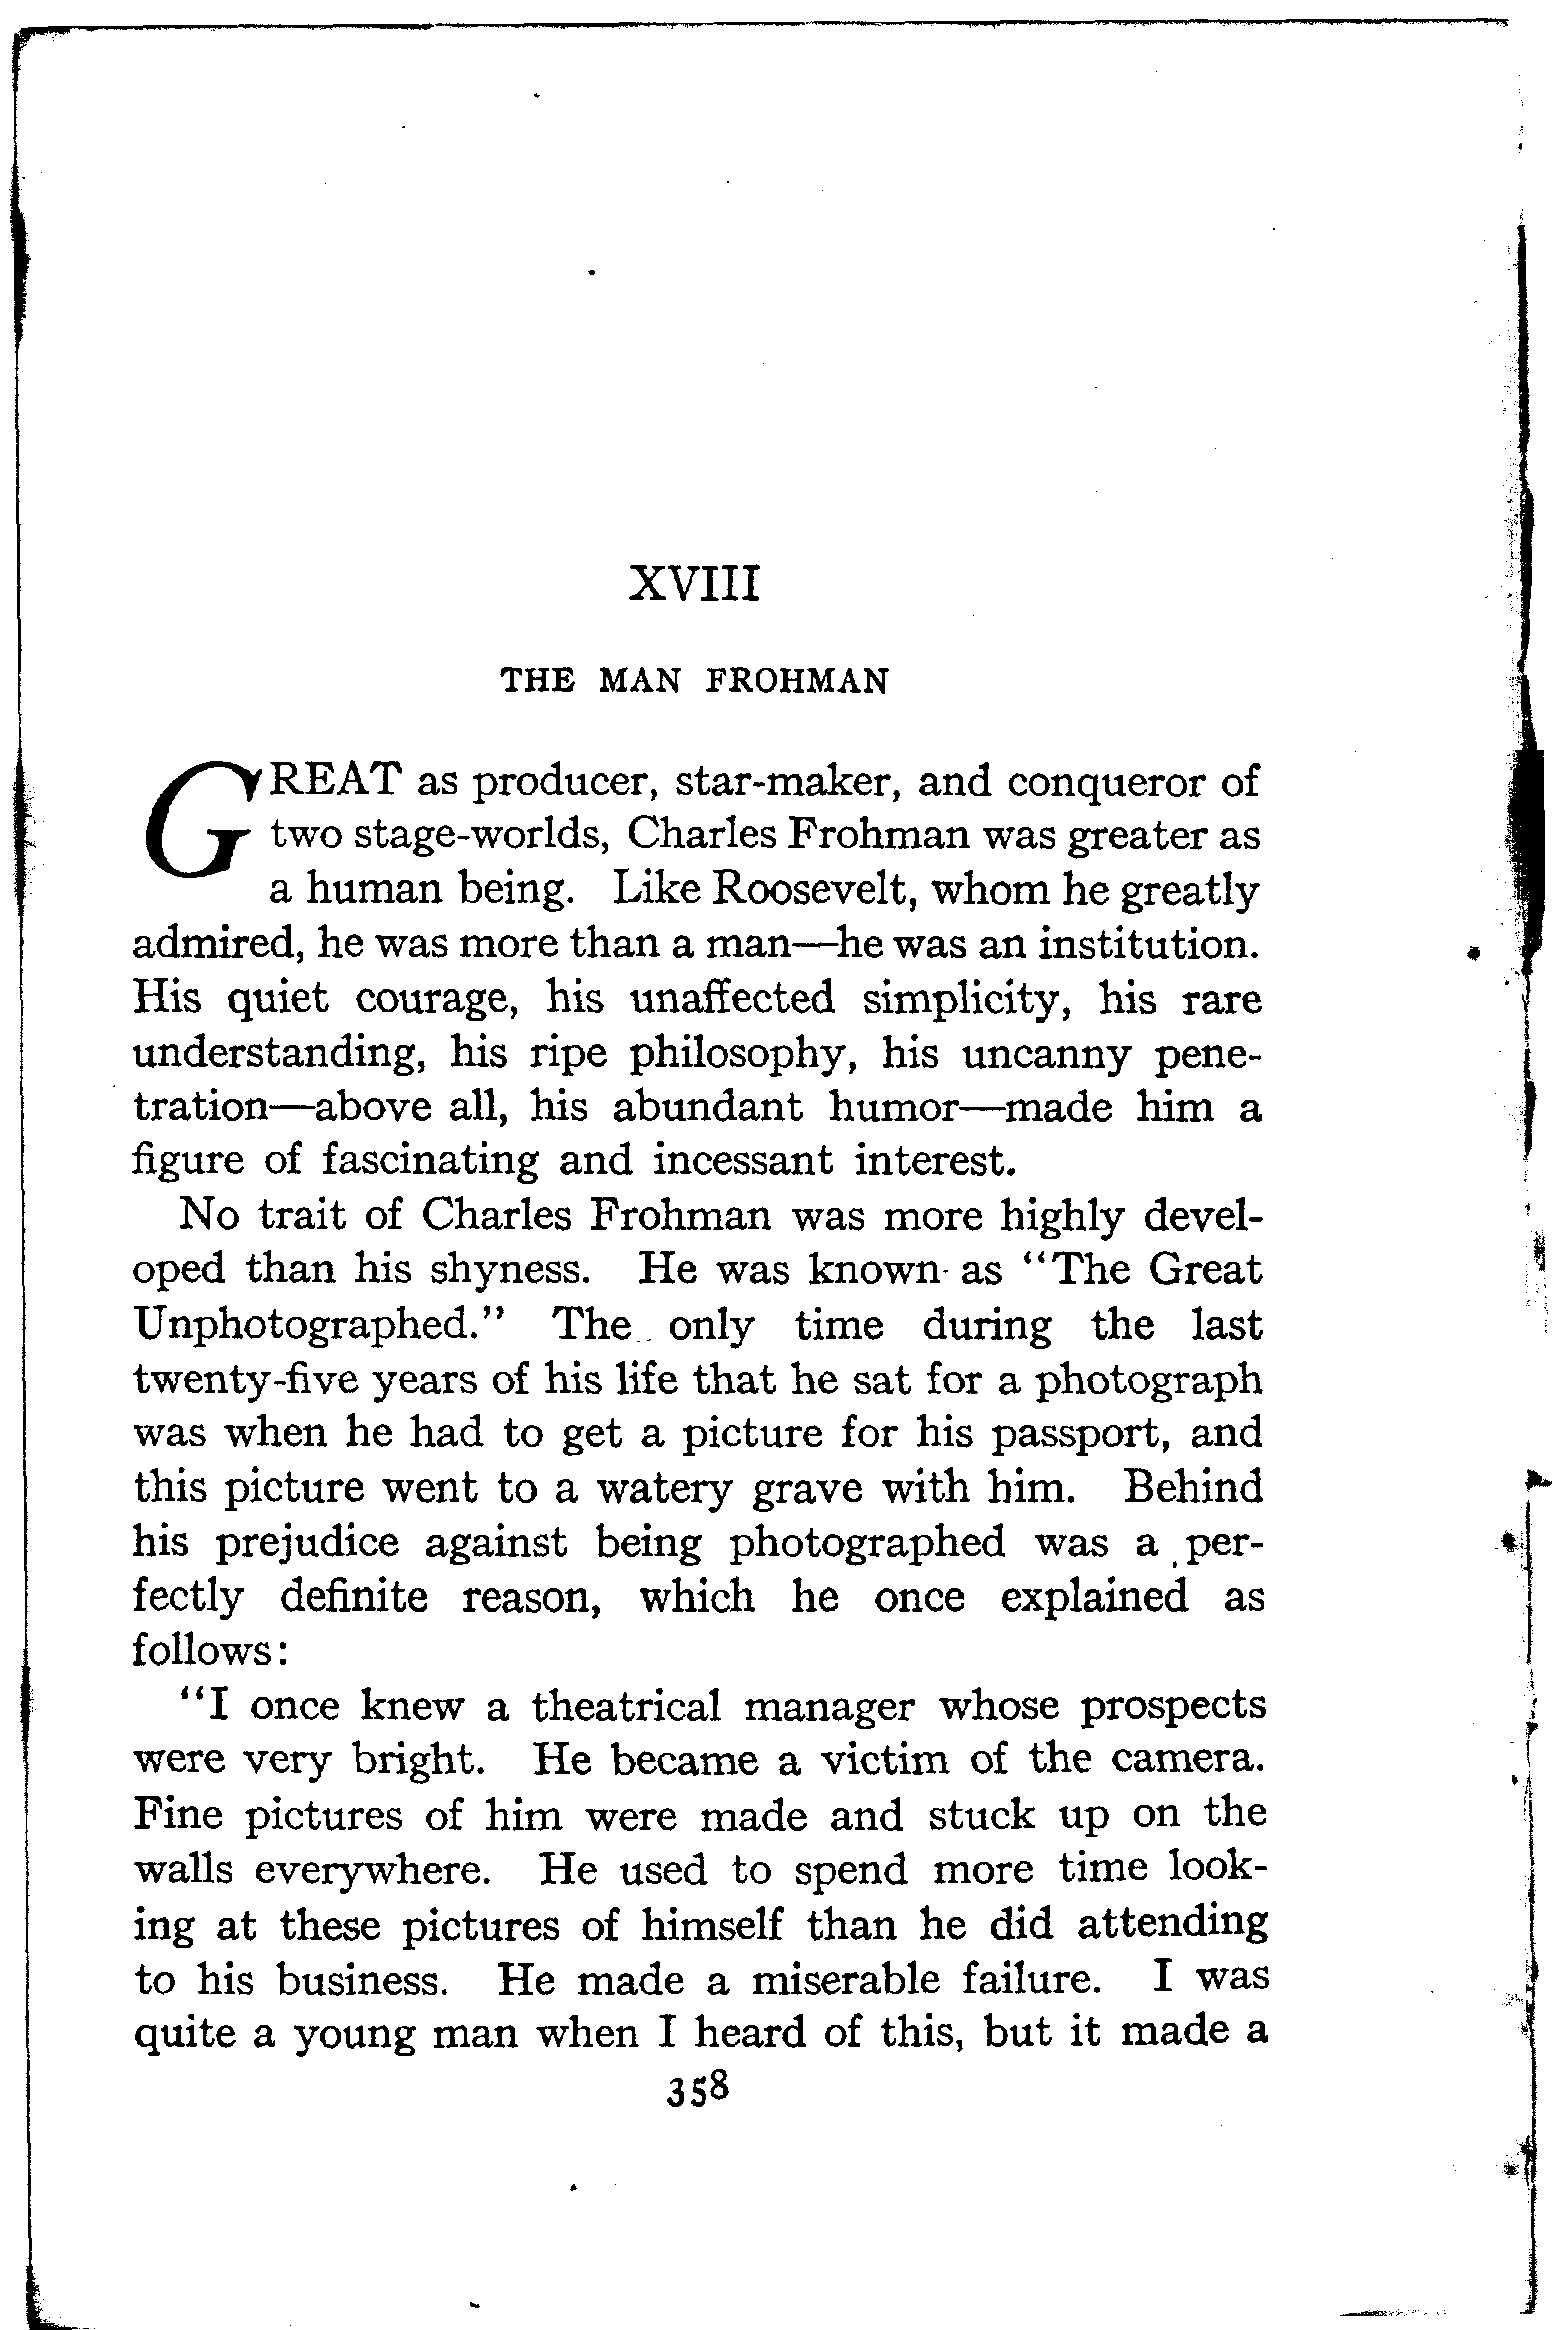 XVIII
THE MAN FROHMAN
GREAT as producer, star-maker, and conqueror of
two stage-worlds, Charles Frohman was greater as
a human being. Like Roosevelt, whom he greatly
admired, he was more than a man—he was an institution.
His quiet courage, his unaffected simplicity, his rare
understanding, his ripe philosophy, his uncanny pene-
tration—above all, his abundant humor—made him a
figure of fascinating and incessant interest.
No trait of Charles Frohman was more highly devel-
oped than his shyness. He was known as "The Great
Unphotographed." The only time during the last
twenty-five years of his life that he sat for a photograph
was when he had to get a picture for his passport, and
this picture went to a watery grave with him. Behind
his prejudice against being photographed was a per-
fectly definite reason, which he once explained as
follows:
"I once knew a theatrical manager whose prospects
were very bright. He became a victim of the camera.
Fine pictures of him were made and stuck up on the
walls everywhere. He used to spend more time look-
ing at these pictures of himself than he did attending
to his business. He made a miserable failure. I was
quite a young man when I heard of this, but it made a
358